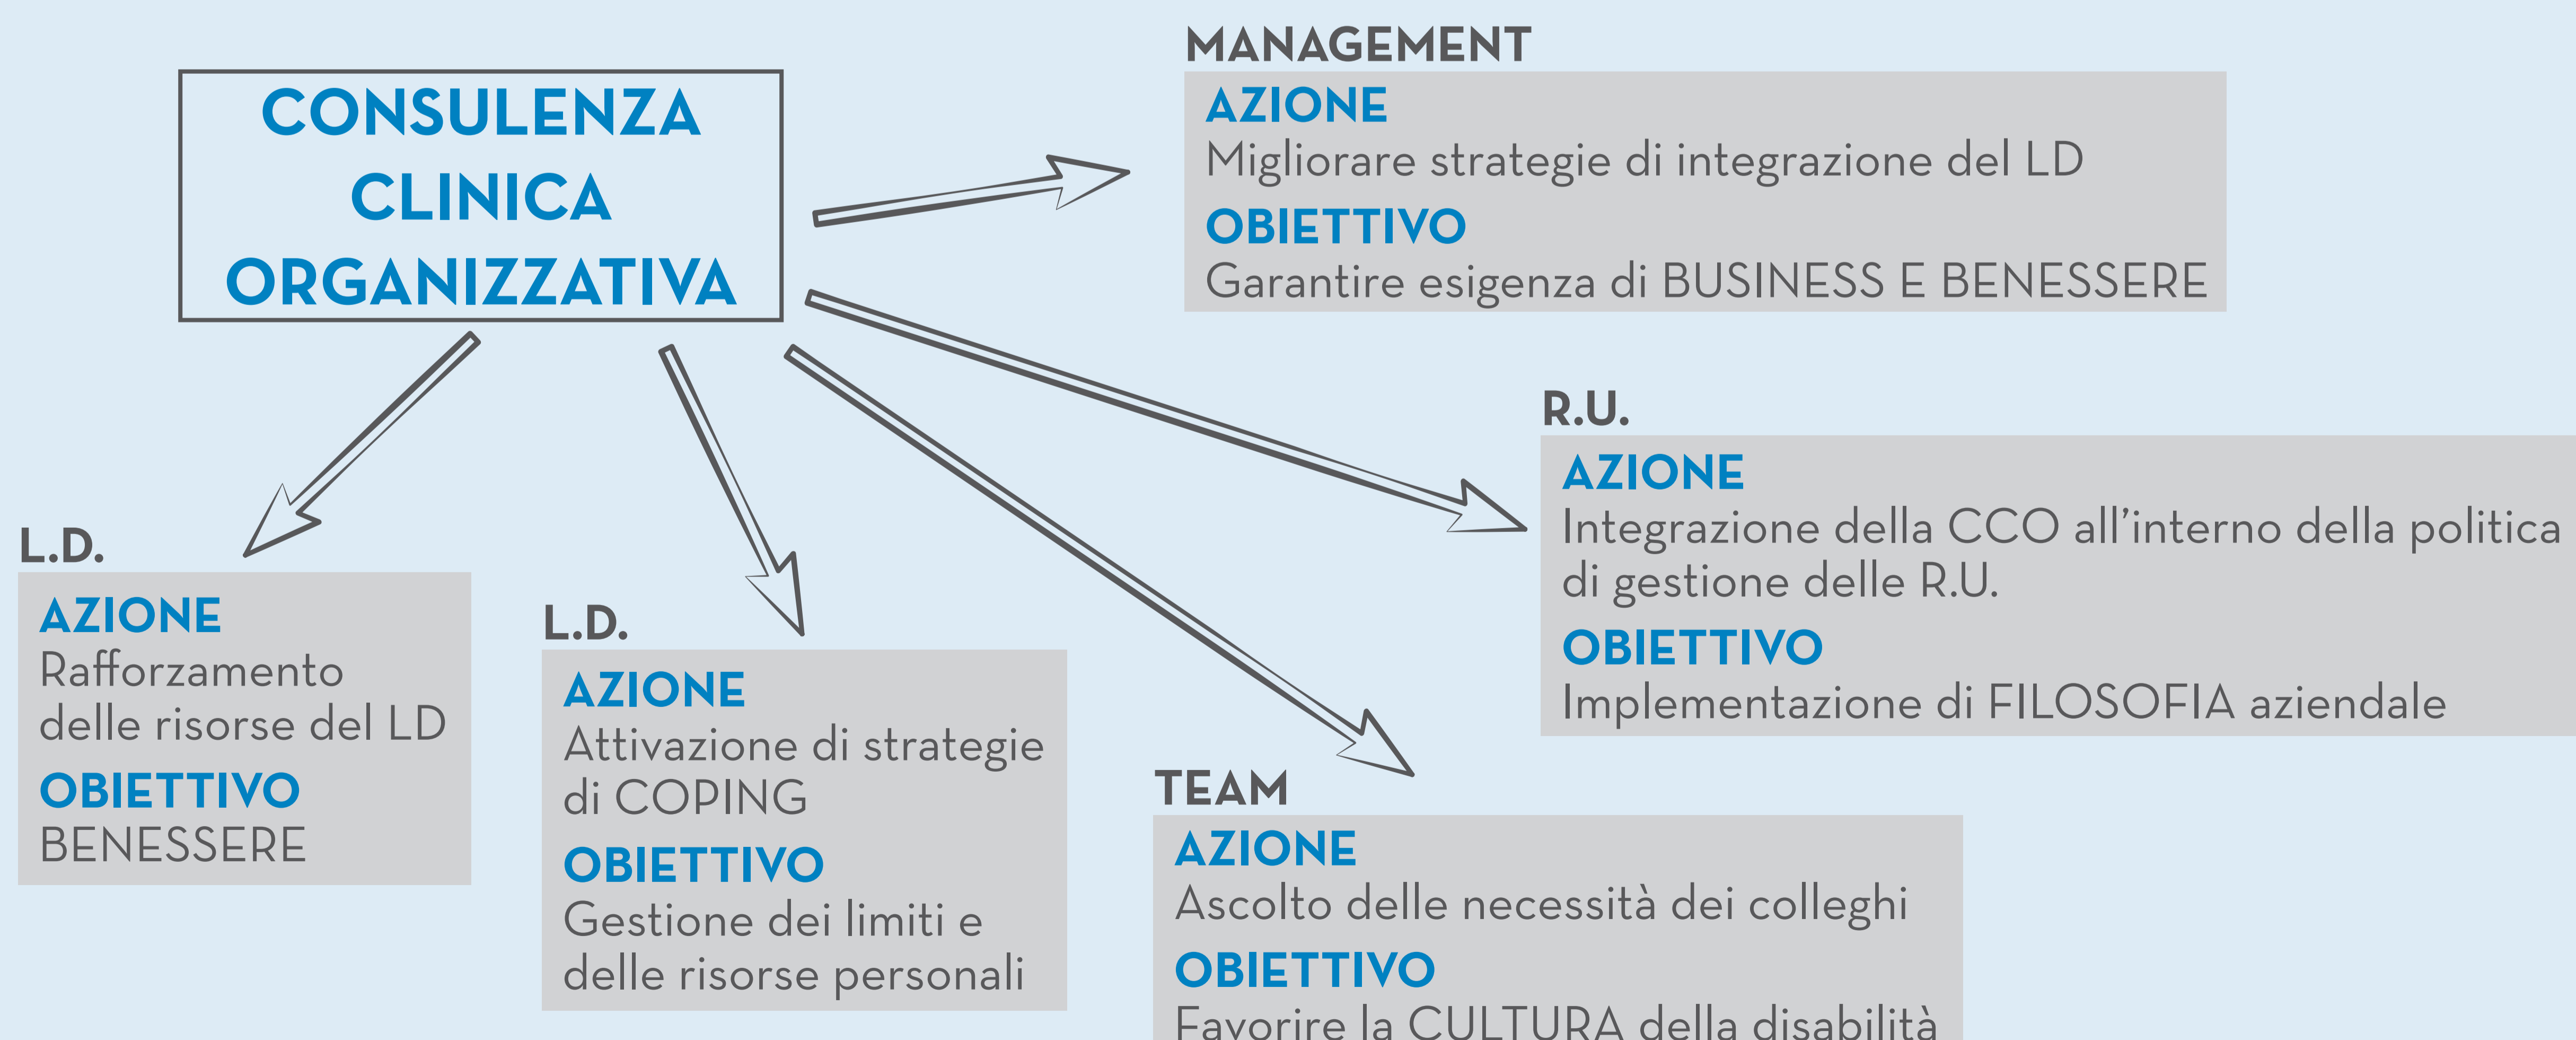 CONSULENZA
CLINICA
ORGANIZZATIVA
MANAGEMENT
AZIONE
Migliorare strategie di integrazione del LD
OBIETTIVO
Garantire esigenza di BUSINESS E BENESSERE
R.U.
AZIONE
Integrazione della CCO all'interno della politica
di gestione delle R.U.
OBIETTIVO
Implementazione di FILOSOFIA aziendale
L.D.
AZIONE
Rafforzamento
delle risorse del LD
OBIETTIVO
BENESSERE
L.D.
AZIONE
Attivazione di strategie
di COPING
OBIETTIVO
Gestione dei limiti e
delle risorse personali
TEAM
AZIONE
Ascolto delle necessità dei colleghi
OBIETTIVO
Favorire la CULTURA della disabilità